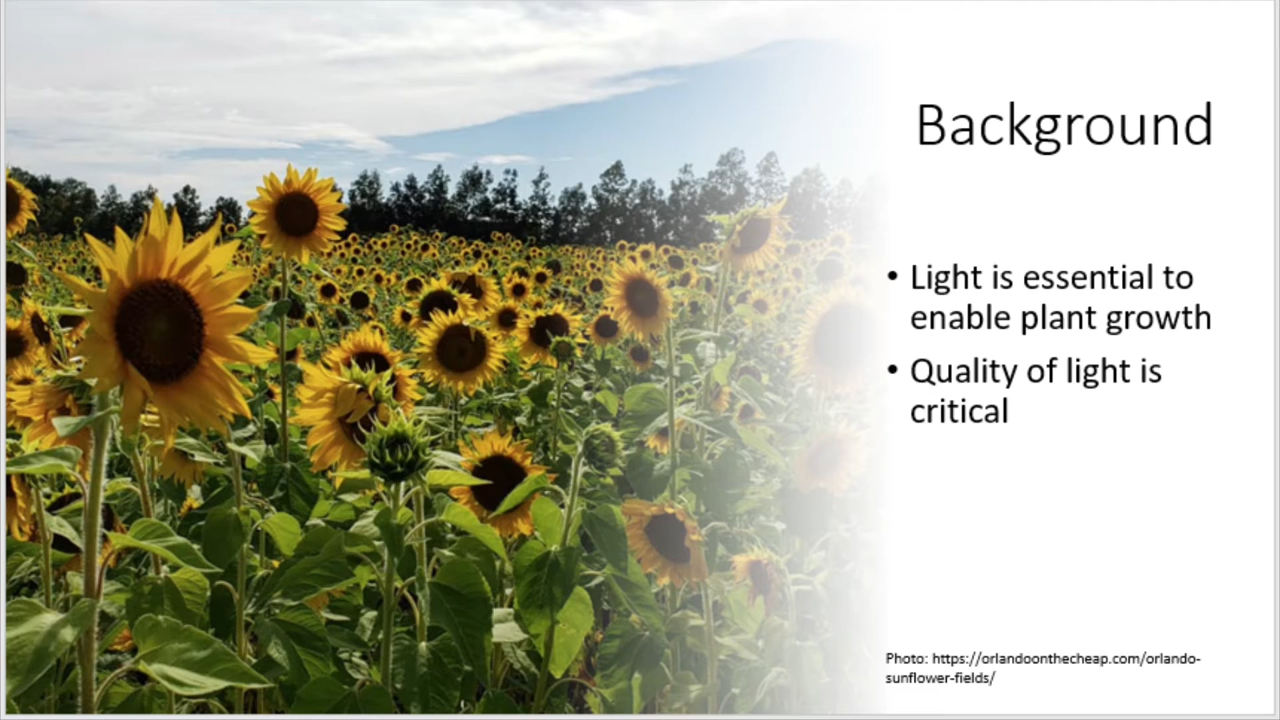 Background
• Light is essential to
enable plant growth
• Quality of light is
critical
Photo: https://orlandoonthecheap.com/orlando-
sunflower-fields/